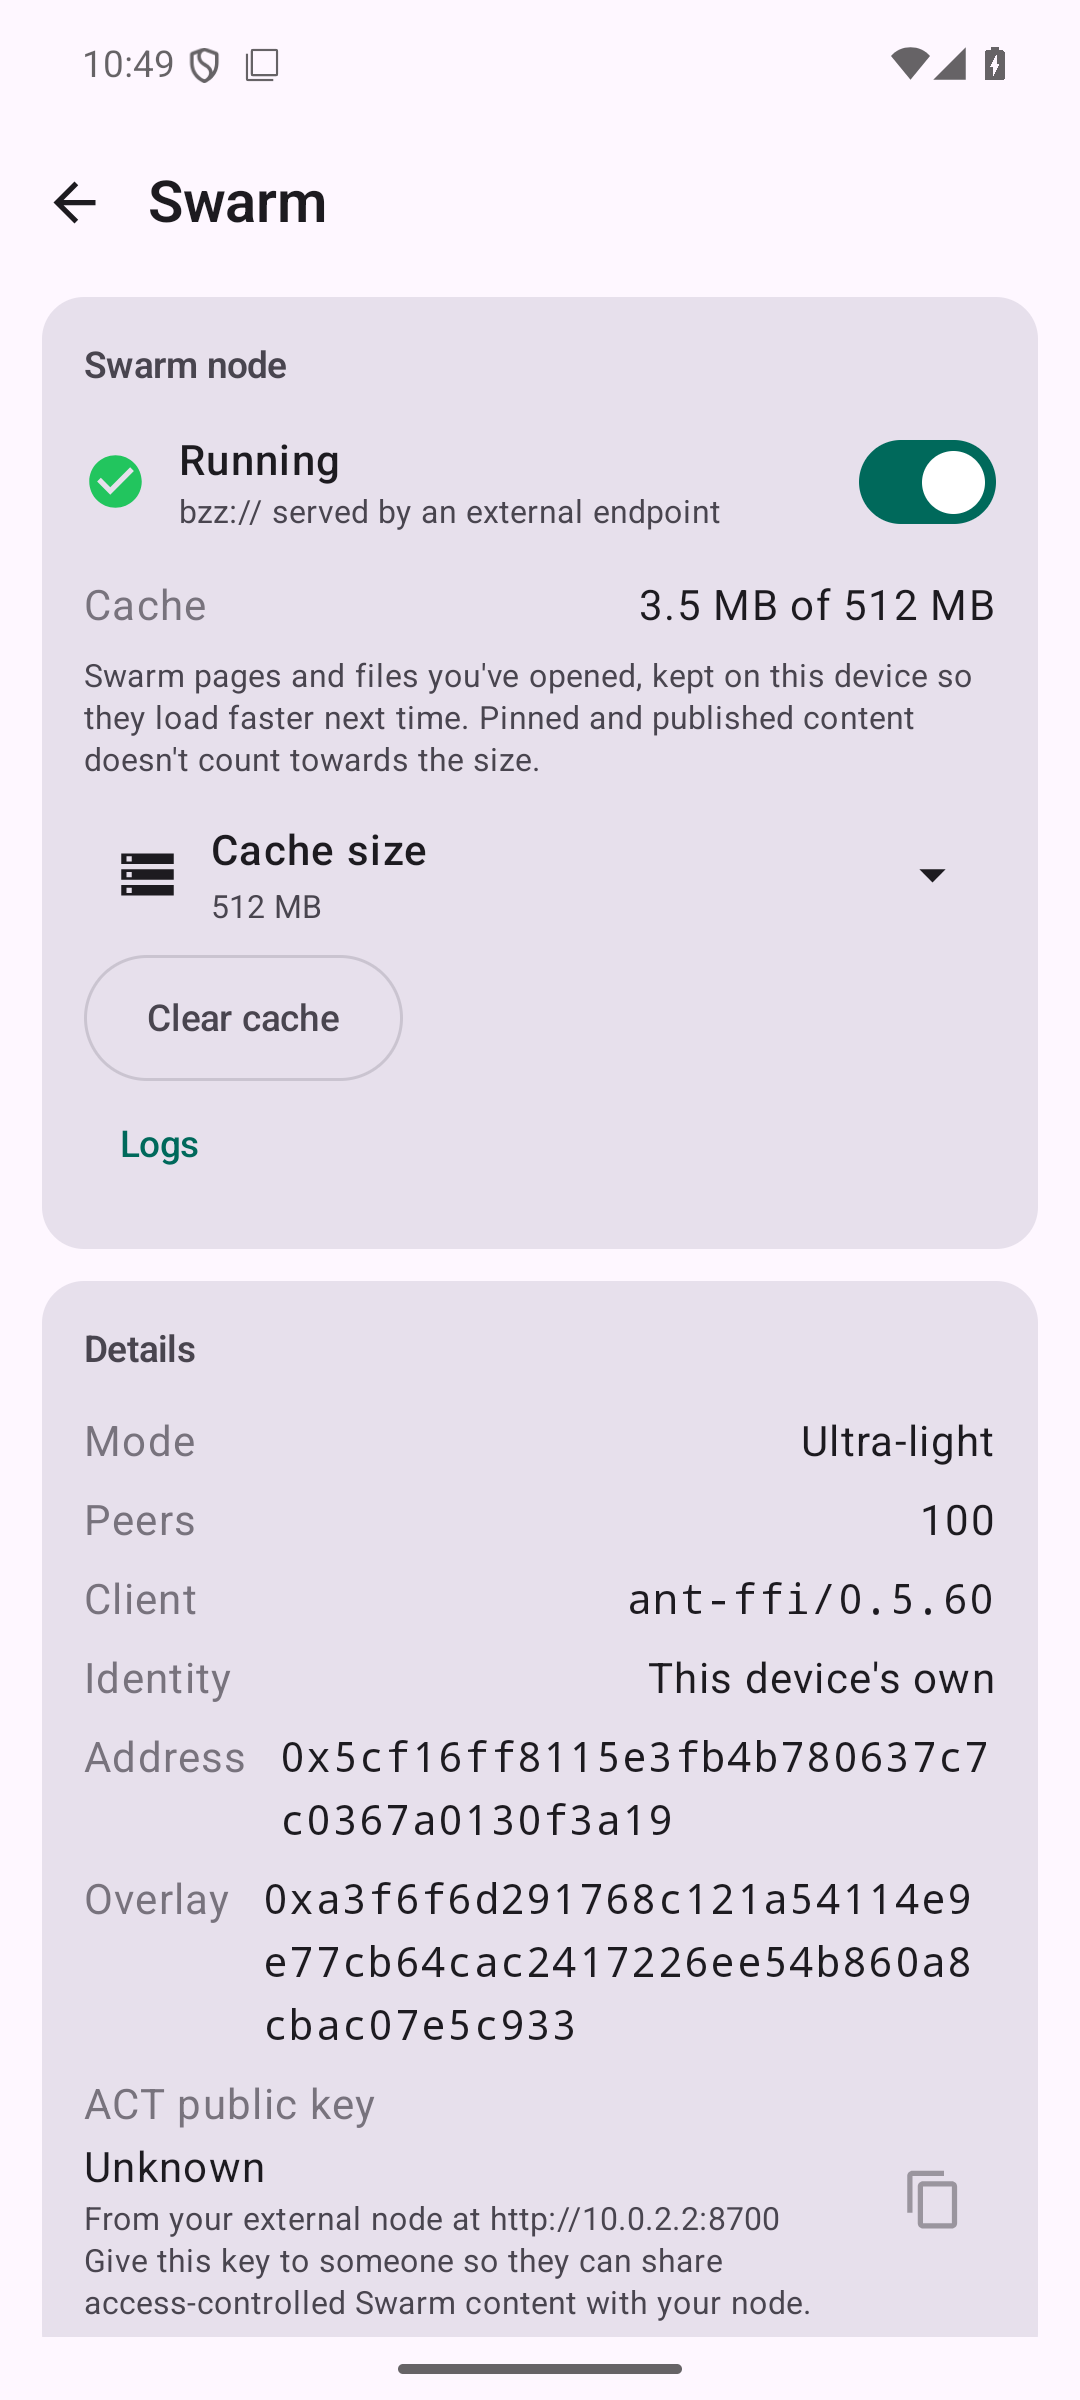 10:49
Swarm
Swarm node
Running
bzz:// served by an external endpoint
Cache
3.5 MB of 512 MB
Swarm pages and files you've opened, kept on this device so
they load faster next time. Pinned and published content
doesn't count towards the size.
Cache size
512 MB
Clear cache
Logs
Details
Mode
Ultra-light
Peers
100
Client
ant-ffi/0.5.60
Identity
This device's own
Address
0x5cf16ff8115e3fb4b780637c7
c0367a0130f3a19
Overlay
0xa3f6f6d291768c121a54114e9
e77cb64cac2417226ee54b860a8
cbac07e5c933
ACT public key
Unknown
From your external node at http://10.0.2.2:8700
Give this key to someone so they can share
access-controlled Swarm content with your node.